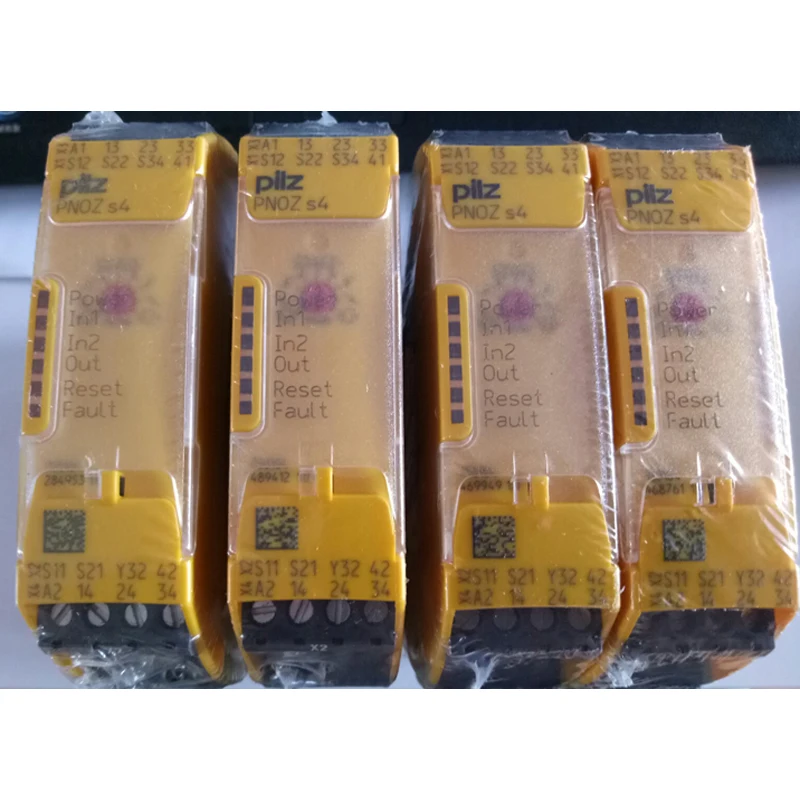 A1 13 23 33
S12 S22 S34 41
pilz
PNOZ s4
Power
In1
In2
Out
Reset
Fault
284953
S11 S21 Y32 42
A2 14 24 34
A1 13 23 33
S12 S22 S34 41
pilz
PNOZ s4
Power
In1
In2
Out
Reset
Fault
489412
S11 S21 Y32 42
A2 14 24 34
X2
A1 13 23 33
S12 S22 S34 41
pilz
PNOZ s4
Power
In1
In2
Out
Reset
Fault
469949
S11 S21 Y32 42
A2 14 24 34
A1 13 23
S12 S22 S34
pilz
PNOZ s4
Power
In1
In2
Out
Reset
Fault
468761
S11 S21 Y32 42
A2 14 24 34